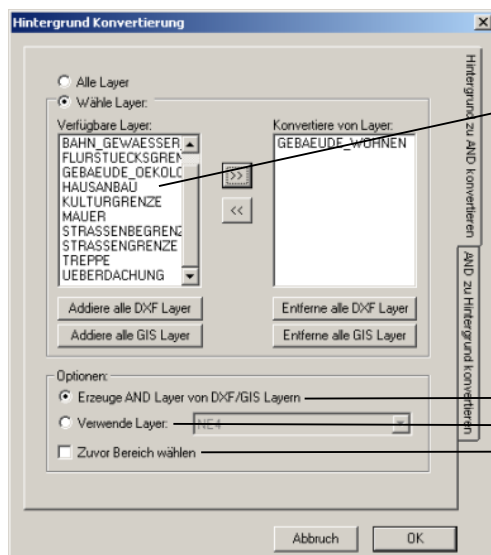 Hintergrund Konvertierung
Alle Layer
Wähle Layer:
Verfügbare Layer:
BAHN_GEWAESSER
FLURSTUECKSGREN
GEBAEUDE_OEKOLO
HAUSANBAU
KULTURGRENZE
MAUER
STRASSENBEGRENZ
STRASSENGRENZE
TREPPE
UEBERDACHUNG
>>
<<
Konvertiere von Layer:
GEBAEUDE_WOHNEN
Addiere alle DXF Layer
Entferne alle DXF Layer
Addiere alle GIS Layer
Entferne alle GIS Layer
Optionen:
Erzeuge AND Layer von DXF/GIS Layern
Verwende Layer:
NE4
Zuvor Bereich wählen
Hintergrund zu AND konvertieren
AND zu Hintergrund konvertieren
Abbruch
OK